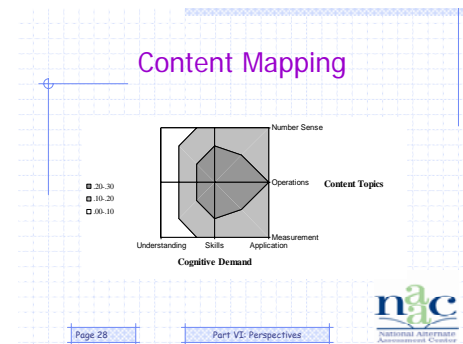 Content Mapping
Number Sense
Operations
Content Topics
.20-.30
.10-.20
.00-.10
Measurement
Understanding Skills Application
Cognitive Demand
naac
National Alternate
Assessment Center
Page 28
Part VI: Perspectives